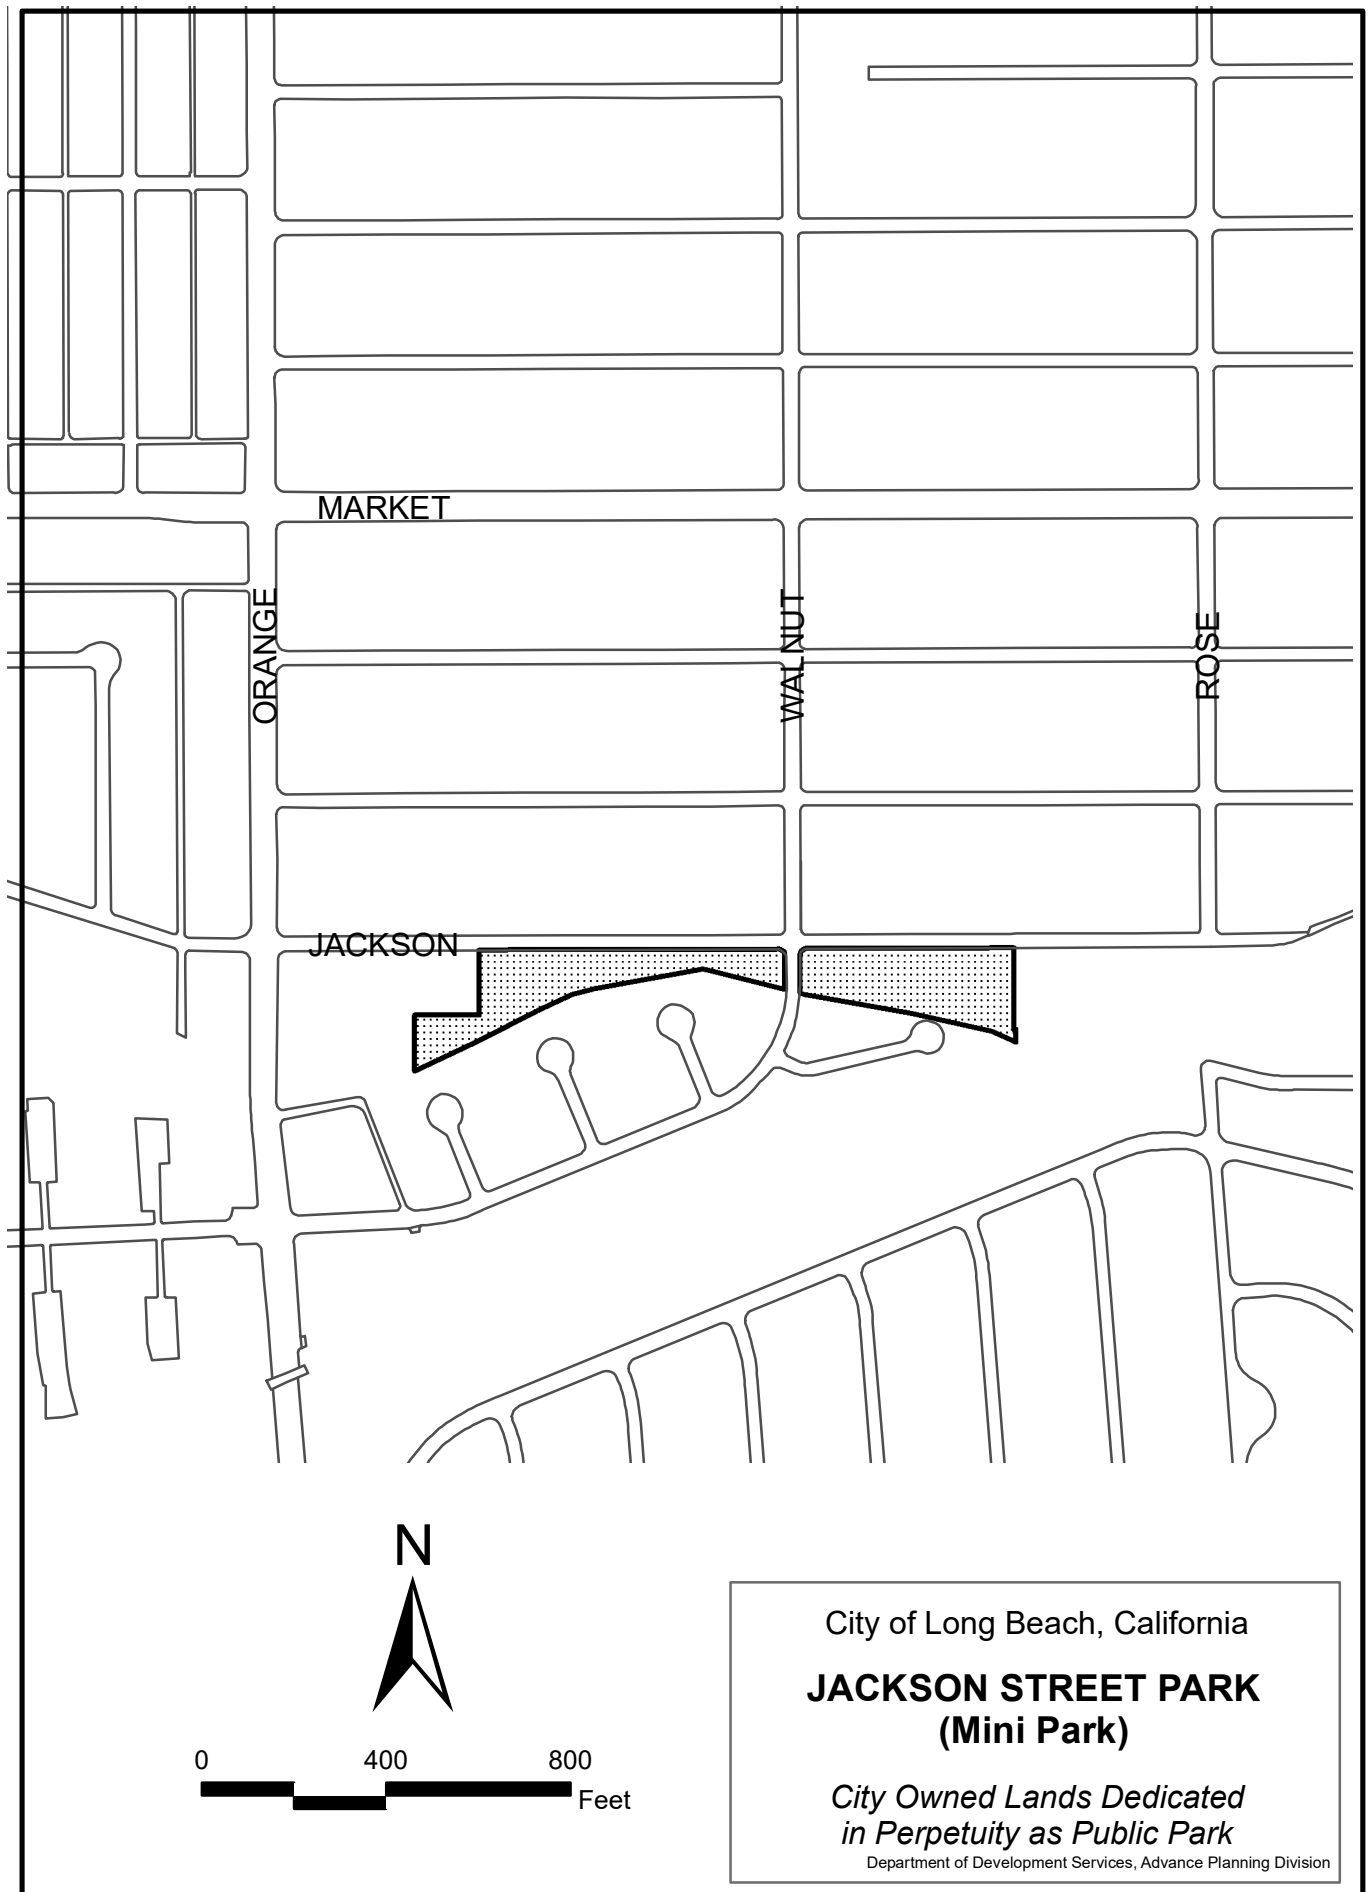 MARKET
ORANGE
WALNUT
ROSE
JACKSON
N
0 400 800
Feet
City of Long Beach, California
JACKSON STREET PARK
(Mini Park)
City Owned Lands Dedicated
in Perpetuity as Public Park
Department of Development Services, Advance Planning Division